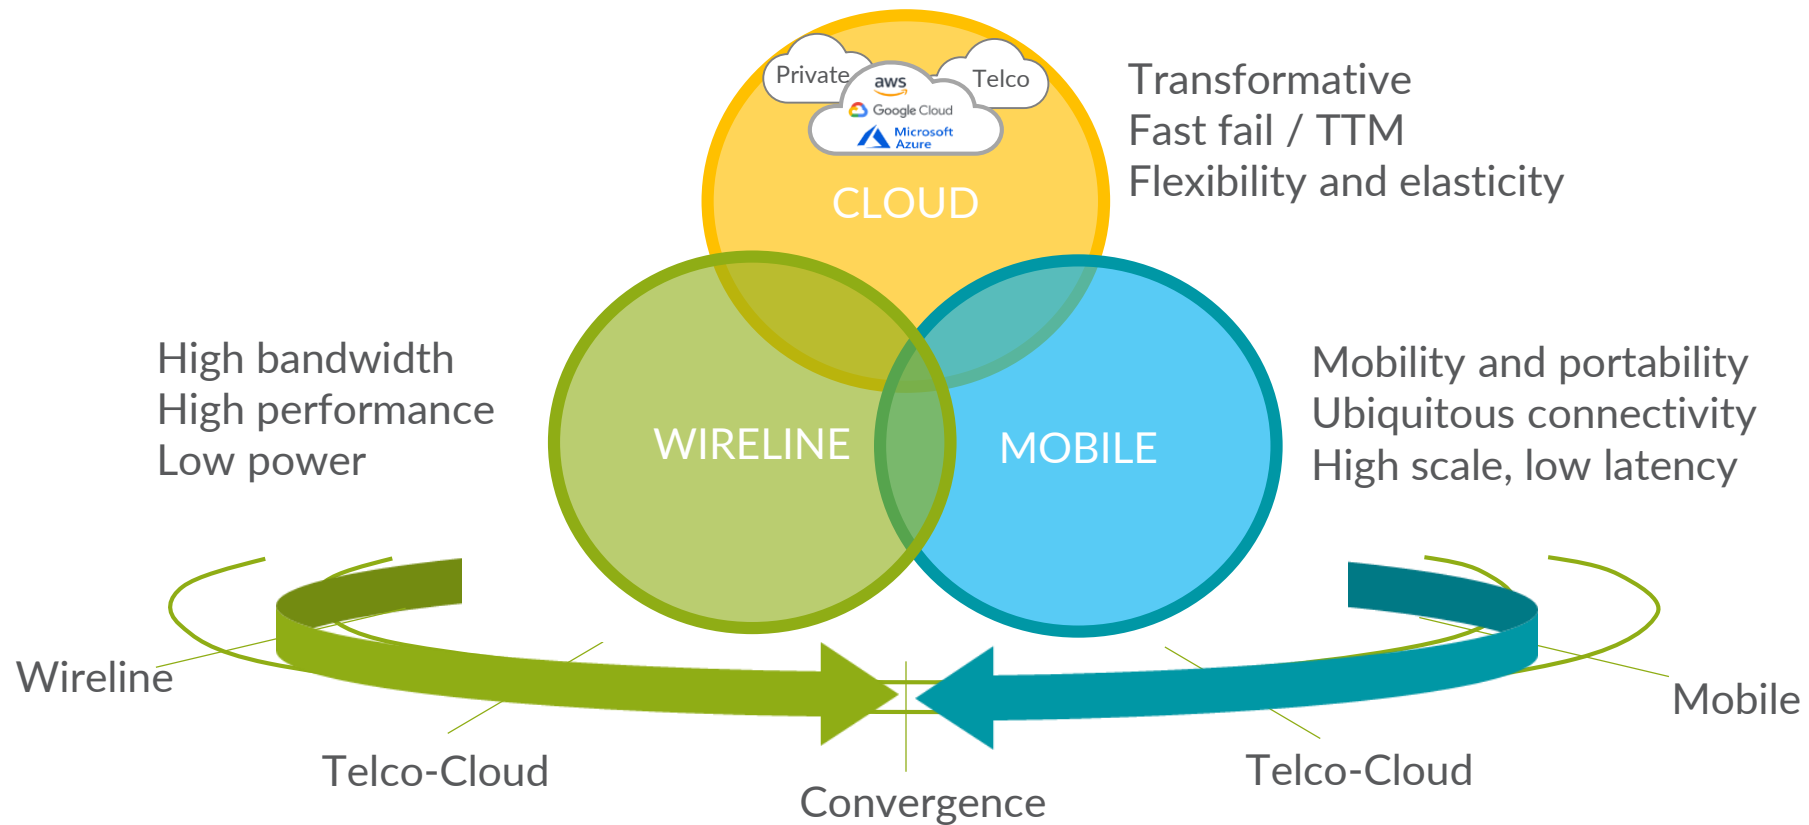 Private
Telco
aws
Google Cloud
Microsoft
Azure
CLOUD
Transformative
Fast fail / TTM
Flexibility and elasticity
High bandwidth
High performance
Low power
WIRELINE
MOBILE
Mobility and portability
Ubiquitous connectivity
High scale, low latency
Wireline
Telco-Cloud
Convergence
Telco-Cloud
Mobile